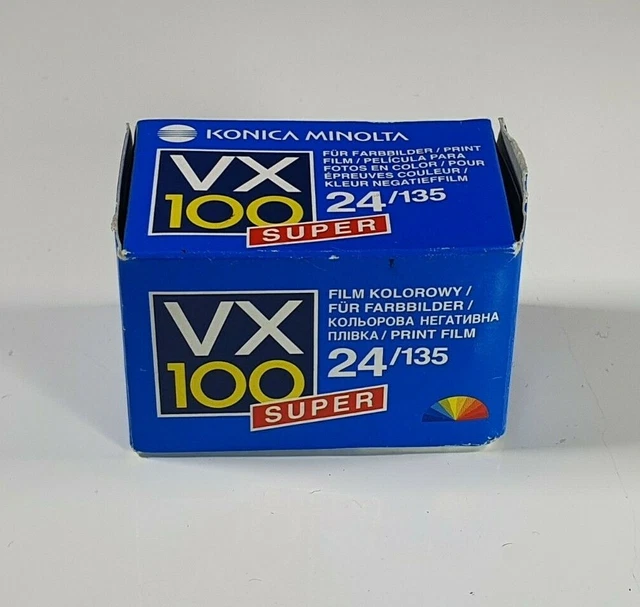 KONICA MINOLTA
VX
100
SUPER
FÜR FARBBILDER / PRINT
FILM / PELÍCULA PARA
FOTOS EN COLOR / POUR
ÉPREUVES COULEUR /
KLEUR NEGATIEFFILM
24/135
VX
100
SUPER
FILM KOLOROWY /
FÜR FARBBILDER /
КОЛЬОРОВА НЕГАТИВНА
ПЛІВКА / PRINT FILM
24/135